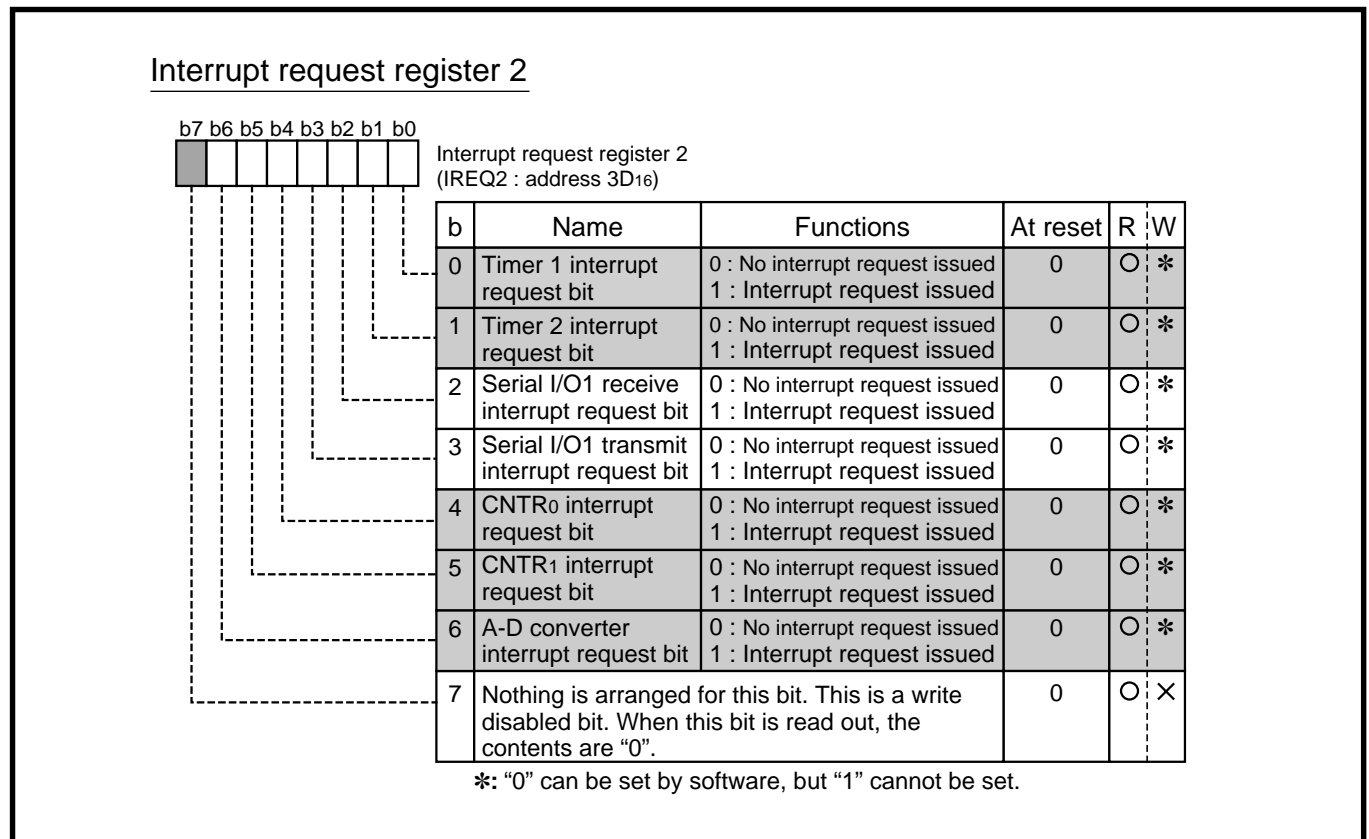 Interrupt request register 2
b7 b6 b5 b4 b3 b2 b1 b0
Interrupt request register 2
(IREQ2 : address 3D16)
b Name Functions At reset R W
0 Timer 1 interrupt request bit 0 : No interrupt request issued 0 O ✻
1 : Interrupt request issued
1 Timer 2 interrupt request bit 0 : No interrupt request issued 0 O ✻
1 : Interrupt request issued
2 Serial I/O1 receive interrupt request bit 0 : No interrupt request issued 0 O ✻
1 : Interrupt request issued
3 Serial I/O1 transmit interrupt request bit 0 : No interrupt request issued 0 O ✻
1 : Interrupt request issued
4 CNTR0 interrupt request bit 0 : No interrupt request issued 0 O ✻
1 : Interrupt request issued
5 CNTR1 interrupt request bit 0 : No interrupt request issued 0 O ✻
1 : Interrupt request issued
6 A-D converter interrupt request bit 0 : No interrupt request issued 0 O ✻
1 : Interrupt request issued
7 Nothing is arranged for this bit. This is a write 0 O ×
disabled bit. When this bit is read out, the
contents are “0”.
✻: “0” can be set by software, but “1” cannot be set.